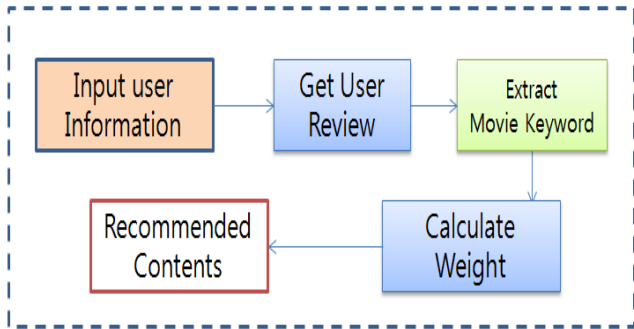 Input user
Information
Get User
Review
Extract
Movie Keyword
Calculate
Weight
Recommended
Contents